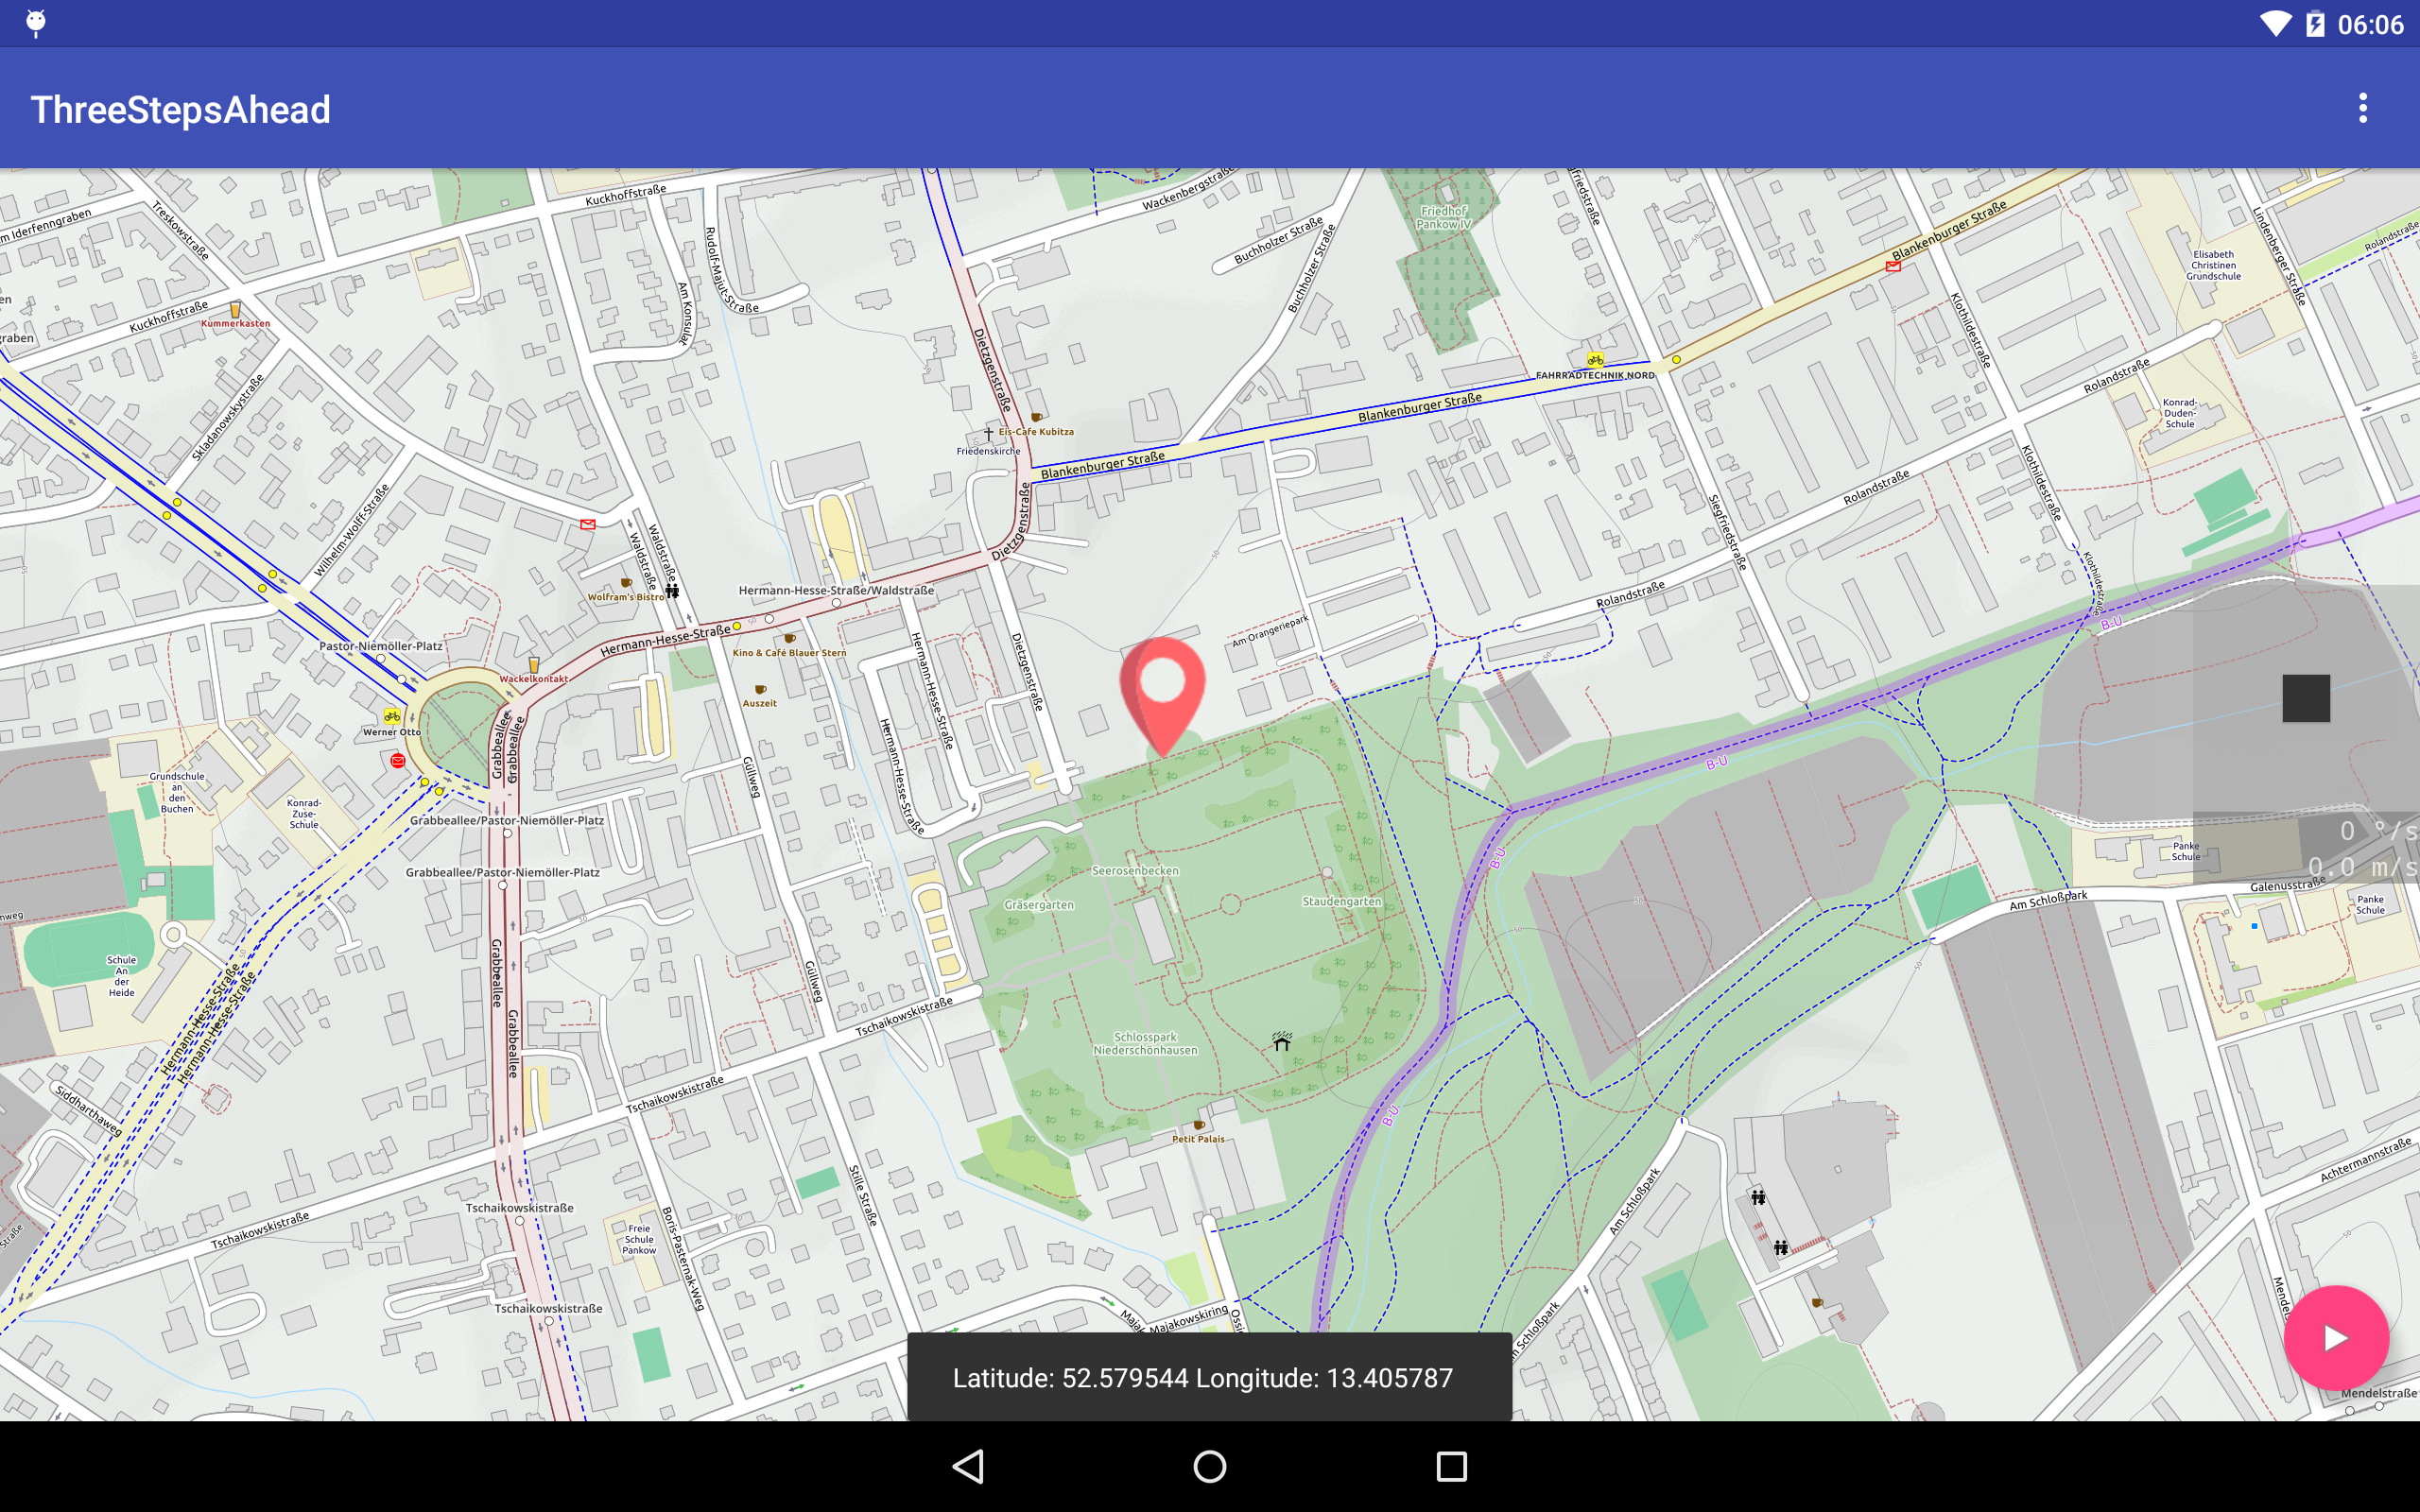 06:06
ThreeStepsAhead
Kuckhoffstraße
Wackenbergstraße
Friedhof
Pankow IV
Blankenburger Straße
Treskowstraße
Rudolf-Majut-Straße
Buchholzer Straße
Buchholzer Straße
Elisabeth
Christinen
Grundschule
Lindenberger Straße
Rolandstraße
Am Konsulat
Kuckhoffstraße
Kummerkasten
graben
Dietzgenstraße
Klothildestraße
FAHRRADTECHNIK NORD
Rolandstraße
Skladanowskystraße
Blankenburger Straße
Konrad-
Duden-
Schule
Eis-Cafe Kubitza
Friedenskirche
Blankenburger Straße
Klothildestraße
Rolandstraße
Wilhelm-Wolff-Straße
Dietzgenstraße
Siegfriedstraße
Waldstraße
Waldstraße
Wolfram's Bistro
Hermann-Hesse-Straße/Waldstraße
Rolandstraße
Klothildestraße
B-U
Am Orangeriepark
Pastor-Niemöller-Platz
Hermann-Hesse-Straße
Kino & Café Blauer Stern
Hermann-Hesse-Straße
Dietzgenstraße
Wackelkontakt
Auszeit
Werner Otto
Grabbeallee
Grabbeallee
Hermann-Hesse-Straße
Güllweg
B-U
Grundschule
an
den
Buchen
Konrad-
Zuse-
Schule
Grabbeallee/Pastor-Niemöller-Platz
0 °/s
0.0 m/s
Panke
Schule
B-U
Grabbeallee/Pastor-Niemöller-Platz
Seerosenbecken
Gräsergarten
Staudengarten
Galenusstraße
Am Schloßpark
Panke
Schule
Schule
An
der
Heide
Grabbeallee
Güllweg
Hermann-Hesse-Straße
Hermann-Hesse-Straße
Tschaikowskistraße
Grabbeallee
Schlosspark
Niederschönhausen
Siddharthaweg
Tschaikowskistraße
B-U
Petit Palais
Achtermannstraße
Stille Straße
Am Schloßpark
Tschaikowskistraße
Tschaikowskistraße
Freie
Schule
Pankow
Boris-Pasternak-Weg
Tschaikowskistraße
Majakowskiring
Latitude: 52.579544 Longitude: 13.405787
Mendelstraße